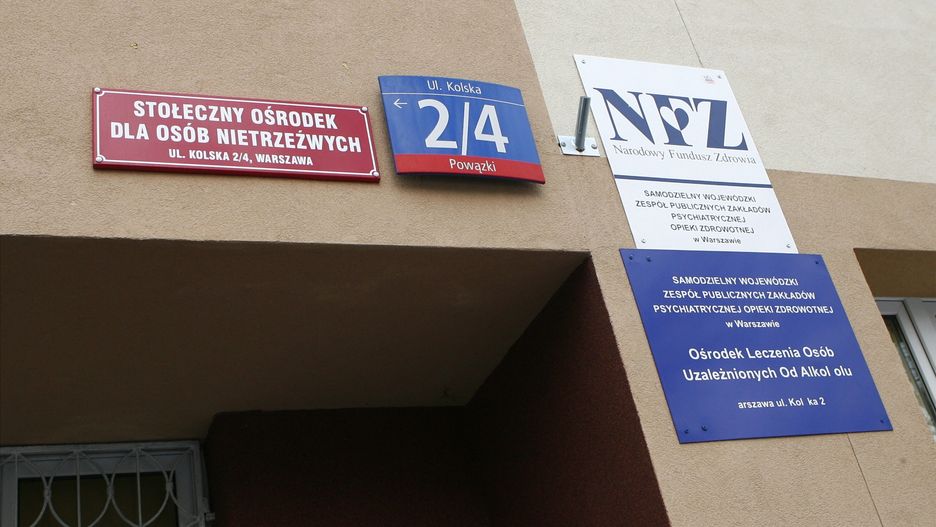 STOŁECZNY OŚRODEK
DLA OSÓB NIETRZEŹWYCH
UL. KOLSKA 2/4, WARSZAWA
Ul. Kolska
← 2/4
Powązki
NFZ
Narodowy Fundusz Zdrowia
SAMODZIELNY WOJEWÓDZKI
ZESPÓŁ PUBLICZNYCH ZAKŁADÓW
PSYCHIATRYCZNEJ
OPIEKI ZDROWOTNEJ
w Warszawie
SAMODZIELNY WOJEWÓDZKI
ZESPÓŁ PUBLICZNYCH ZAKŁADÓW
PSYCHIATRYCZNEJ OPIEKI ZDROWOTNEJ
w Warszawie
Ośrodek Leczenia Osób
Uzależnionych Od Alkol olu
arszawa ul. Kol ka 2